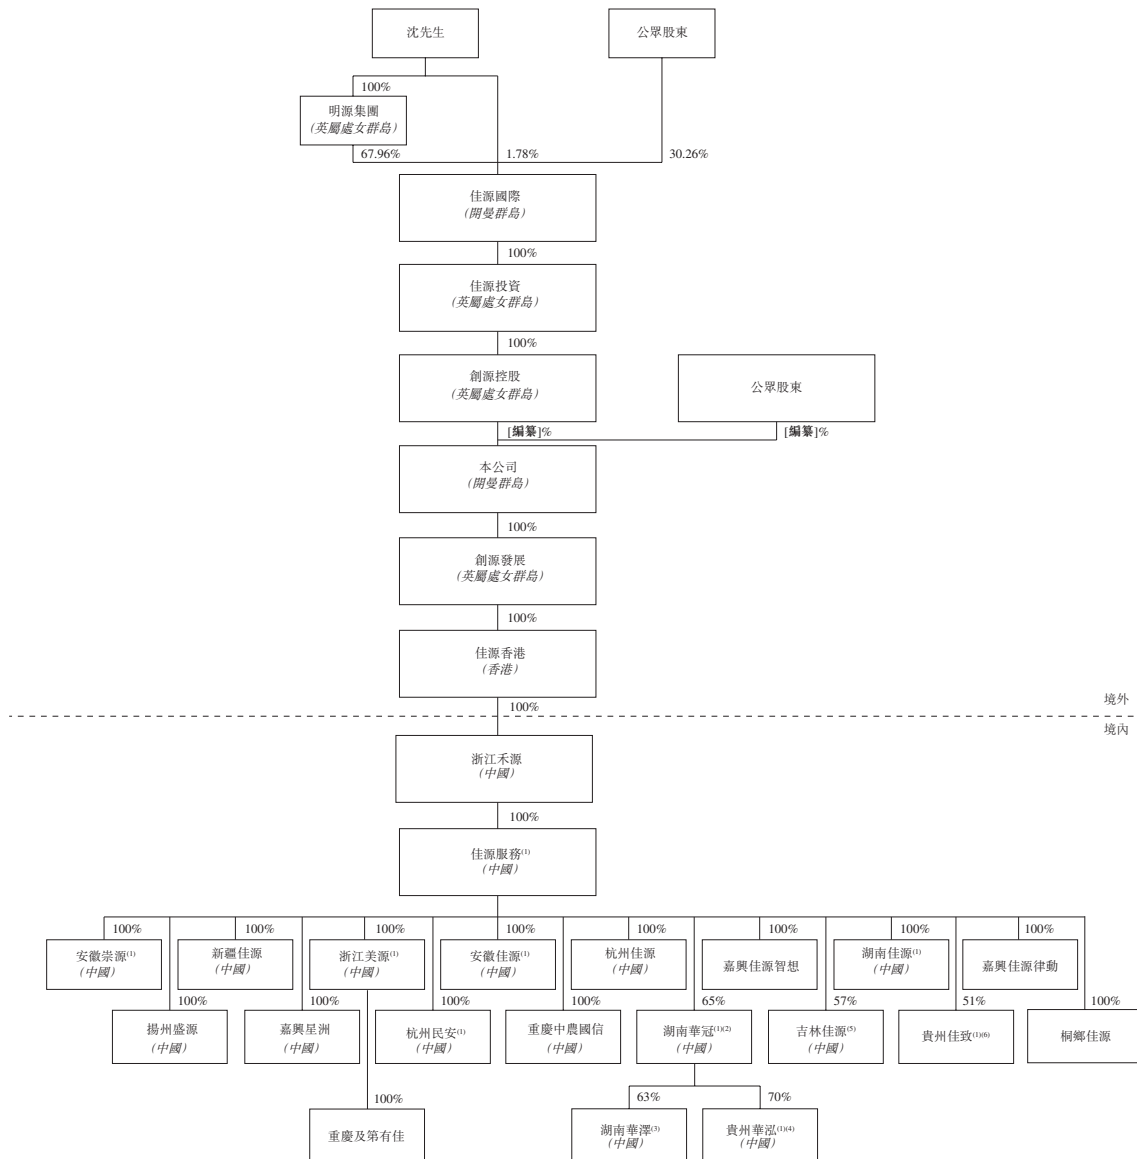 沈先生
公眾股東
100%
明源集團
(英屬處女群島)
67.96%
1.78%
30.26%
佳源國際
(開曼群島)
100%
佳源投資
(英屬處女群島)
100%
創源控股
(英屬處女群島)
公眾股東
[編纂]%
[編纂]%
本公司
(開曼群島)
100%
創源發展
(英屬處女群島)
100%
佳源香港
(香港)
100%
境外
境內
浙江禾源
(中國)
100%
佳源服務(1)
(中國)
100%
100%
100%
100%
100%
100%
100%
100%
安徽崇源(1)
(中國)
新疆佳源
(中國)
浙江美源(1)
(中國)
安徽佳源(1)
(中國)
杭州佳源
(中國)
嘉興佳源智想
湖南佳源(1)
(中國)
嘉興佳源律動
100%
100%
100%
100%
65%
57%
51%
100%
揚州盛源
(中國)
嘉興星洲
(中國)
杭州民安(1)
(中國)
重慶中農國信
(中國)
湖南華冠(1)(2)
(中國)
吉林佳源(5)
(中國)
貴州佳致(1)(6)
桐鄉佳源
100%
63%
70%
重慶及第有佳
湖南華澤(3)
(中國)
貴州華泓(1)(4)
(中國)